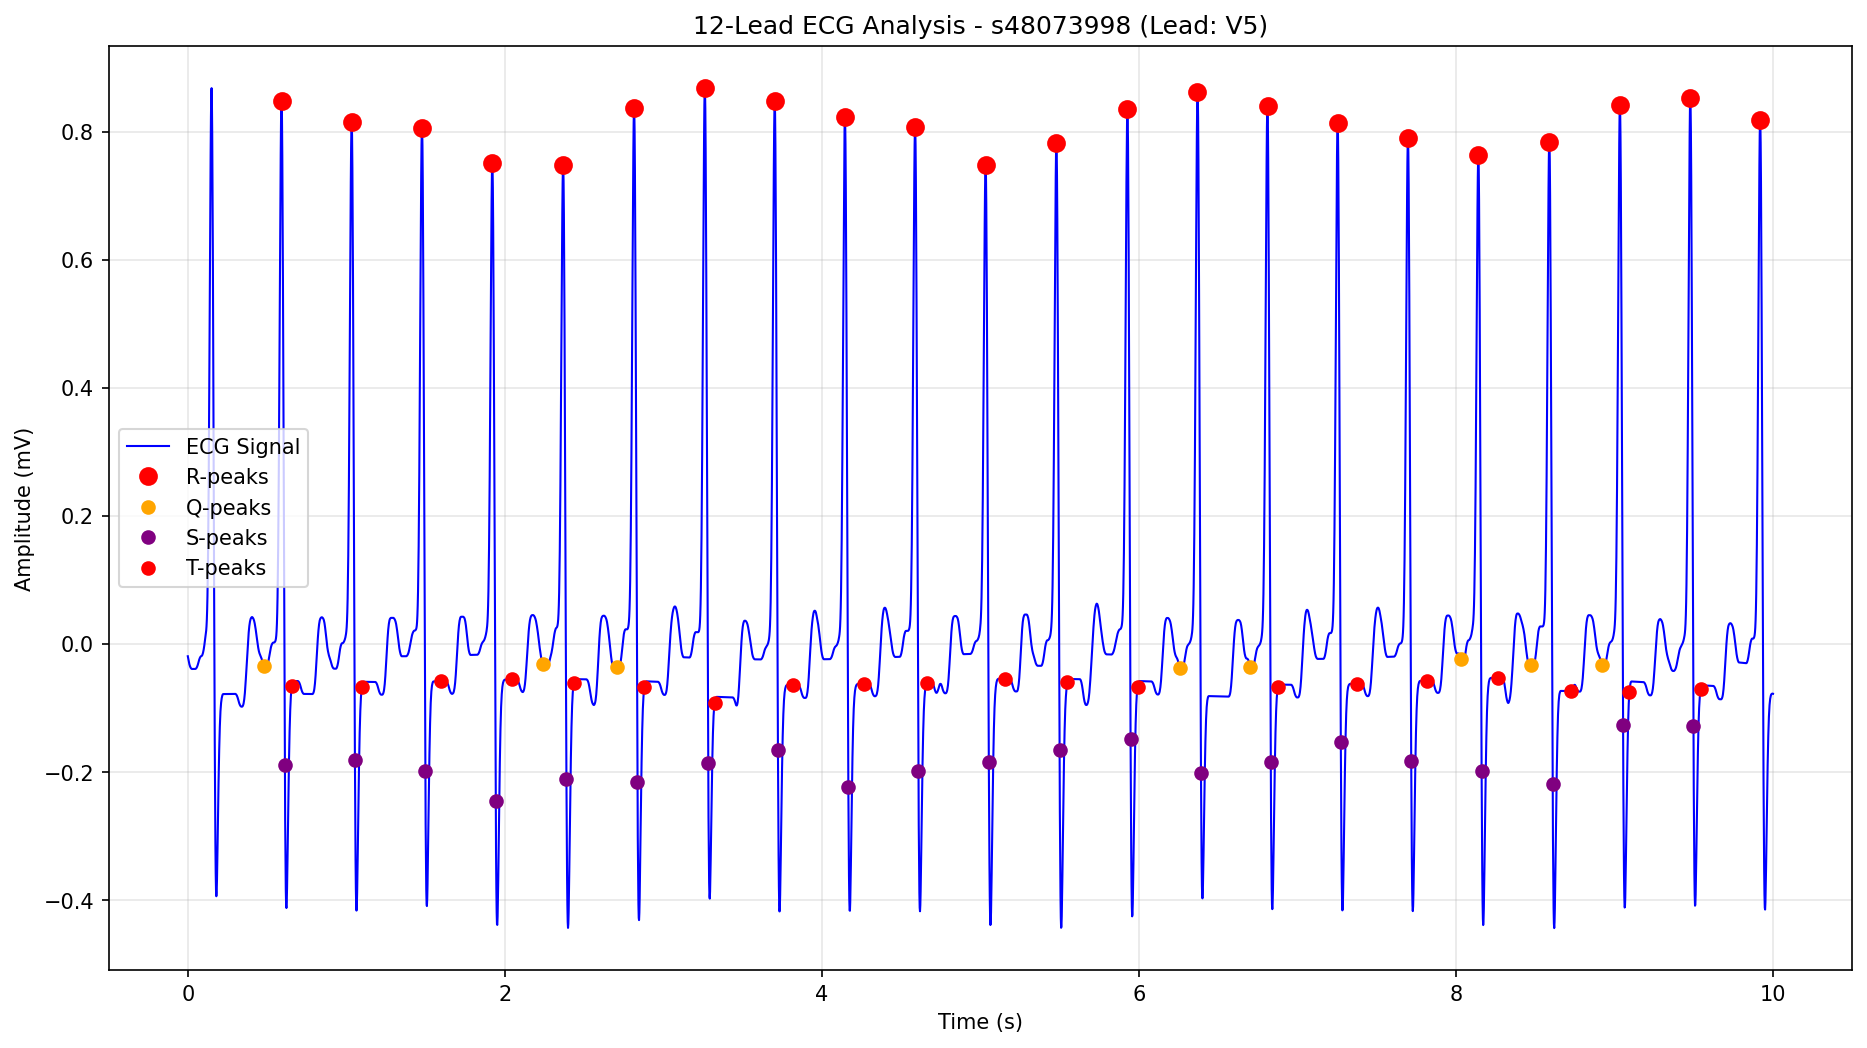 12-Lead ECG Analysis - s48073998 (Lead: V5)
Amplitude (mV)
0.8
0.6
0.4
0.2
0.0
−0.2
−0.4
ECG Signal
R-peaks
Q-peaks
S-peaks
T-peaks
0 2 4 6 8 10
Time (s)